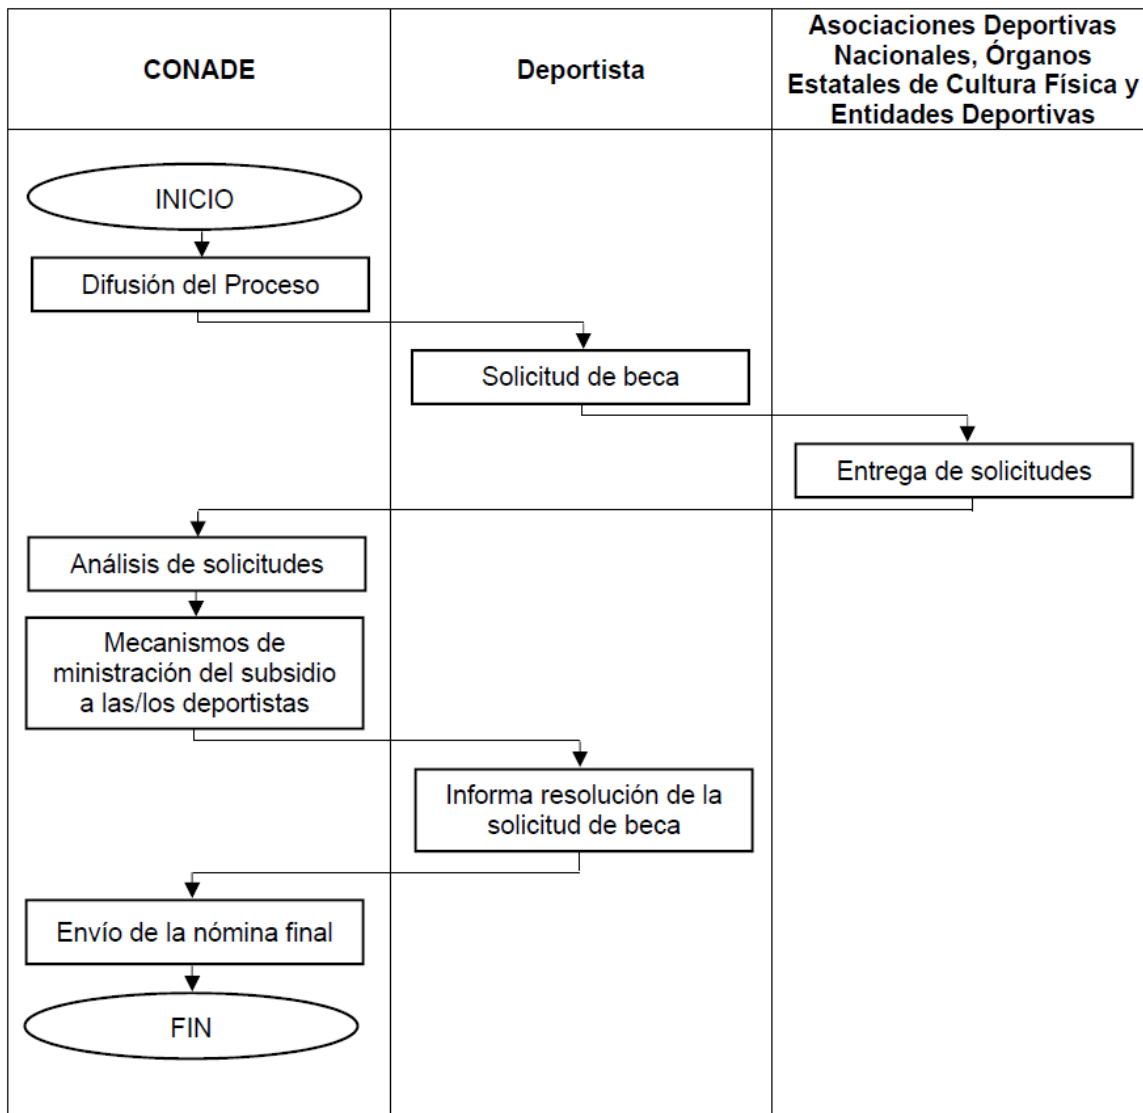 CONADE
Deportista
Asociaciones Deportivas
Nacionales, Órganos
Estatales de Cultura Física y
Entidades Deportivas
INICIO
Difusión del Proceso
Solicitud de beca
Entrega de solicitudes
Análisis de solicitudes
Mecanismos de
ministración del subsidio
a las/los deportistas
Informa resolución de la
solicitud de beca
Envío de la nómina final
FIN